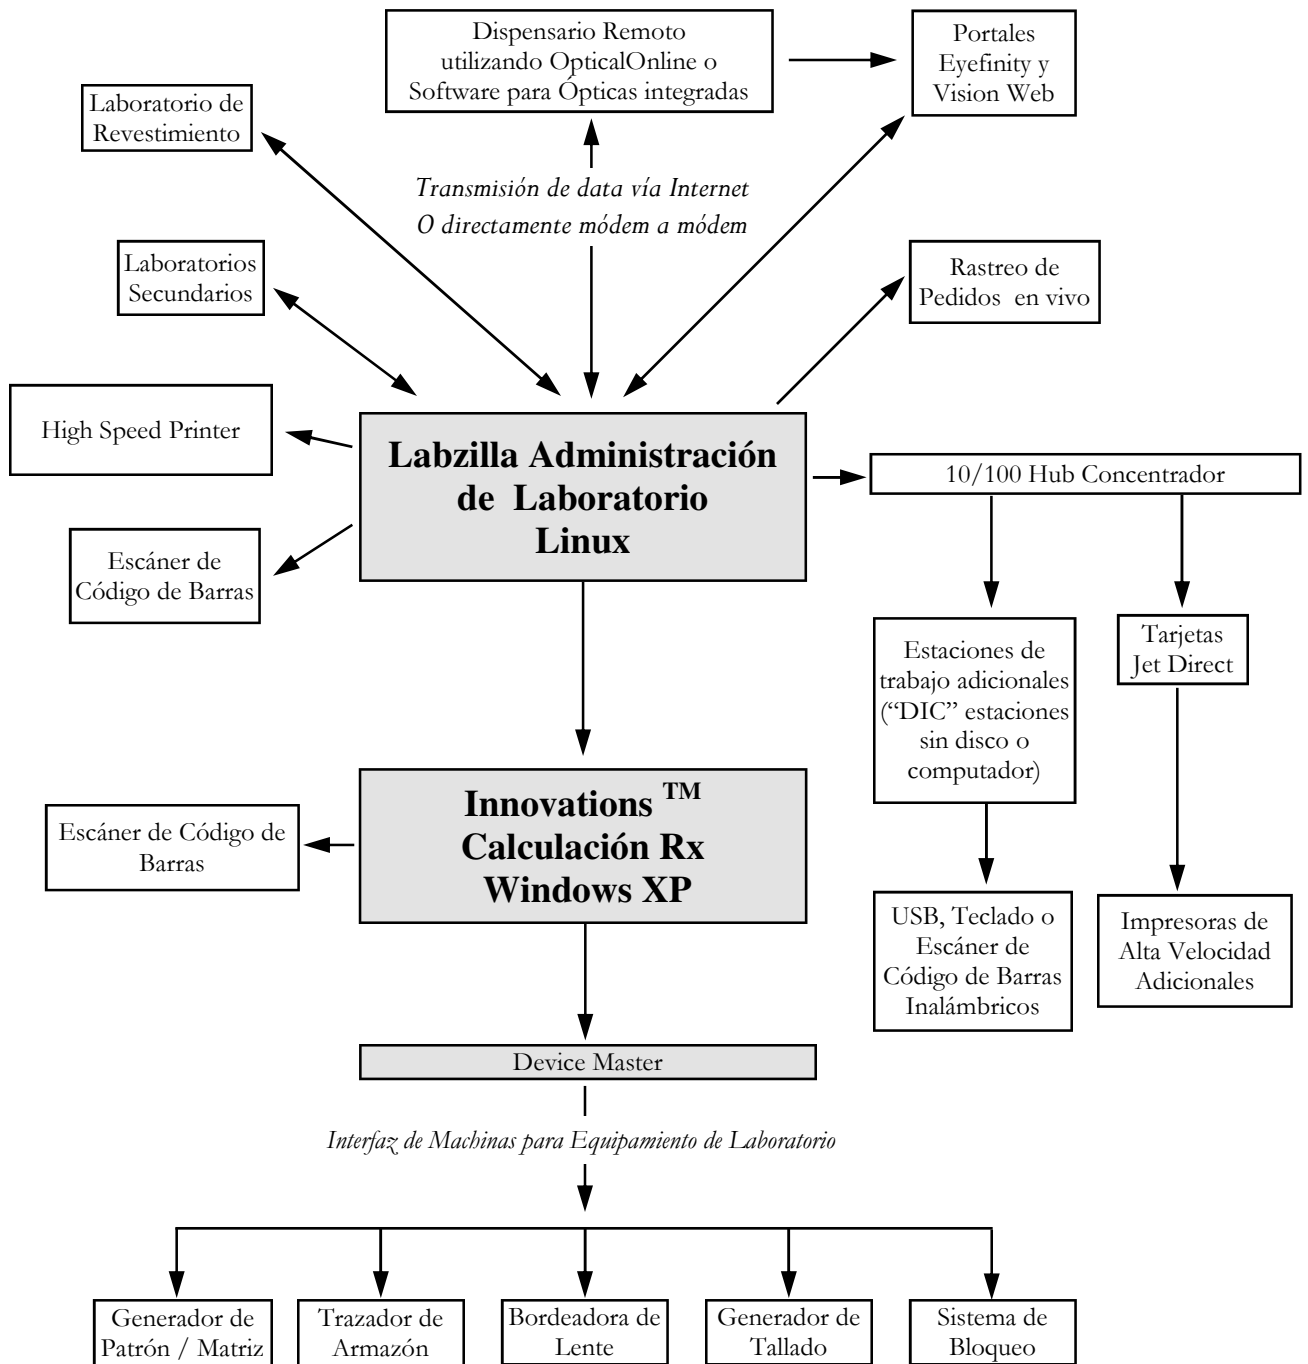 Dispensario Remoto
utilizando OpticalOnline o
Software para Ópticas integradas
Portales
Eyefinity y
Vision Web
Laboratorio de
Revestimiento
Transmisión de data vía Internet
O directamente módem a módem
Laboratorios
Secundarios
Rastreo de
Pedidos en vivo
High Speed Printer
Labzilla Administración
de Laboratorio
Linux
10/100 Hub Concentrador
Escáner de
Código de Barras
Estaciones de
trabajo adicionales
(“DIC” estaciones
sin disco o
computador)
Tarjetas
Jet Direct
Innovations TM
Calculación Rx
Windows XP
Escáner de Código de
Barras
USB, Teclado o
Escáner de
Código de Barras
Inalámbricos
Impresoras de
Alta Velocidad
Adicionales
Device Master
Interfaz de Machinas para Equipamiento de Laboratorio
Generador de
Patrón / Matriz
Trazador de
Armazón
Bordeadora de
Lente
Generador de
Tallado
Sistema de
Bloqueo